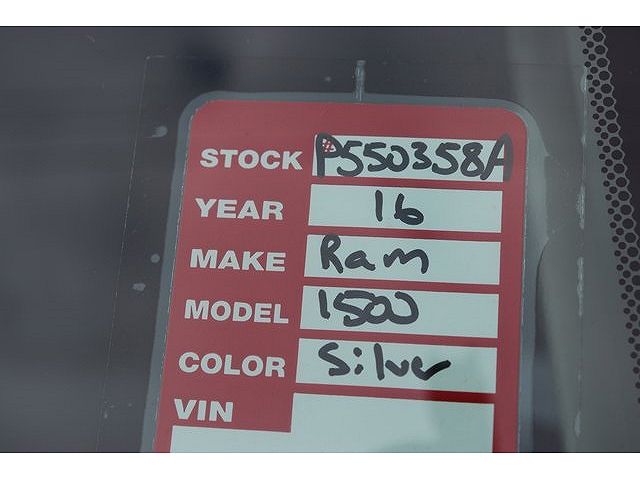 STOCK P550358A
YEAR 16
MAKE Ram
MODEL 1500
COLOR Silver
VIN